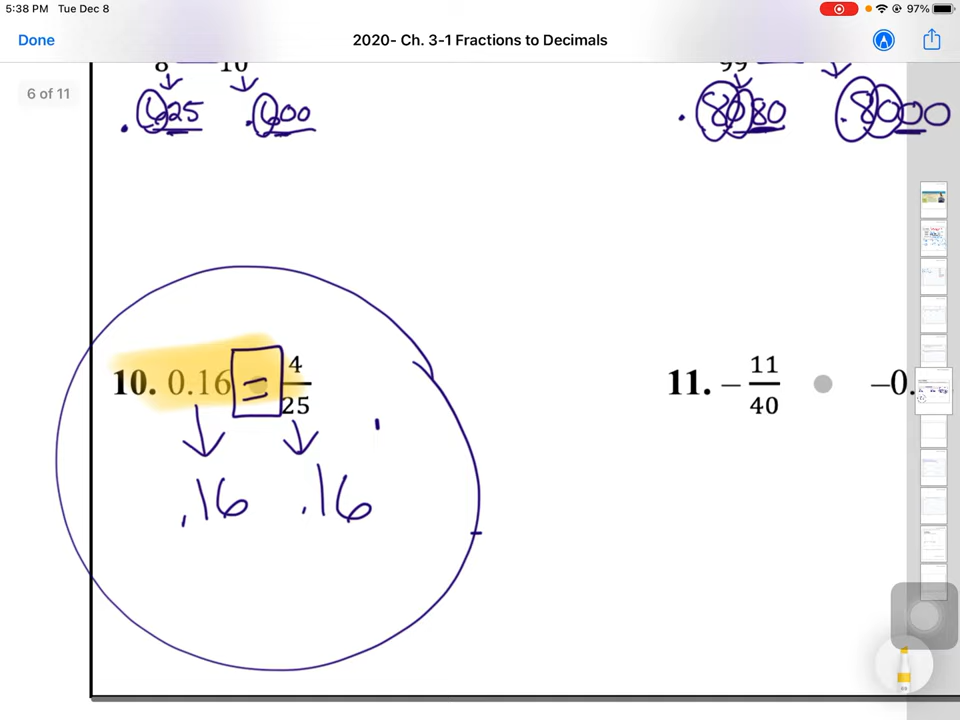 5:38 PM Tue Dec 8
97%
Done
2020- Ch. 3-1 Fractions to Decimals
6 of 11
8 10
99
.625 .600
.8080 .8000
10. 0.16 = 4/25
.16 .16
11. – 11/40 –0.